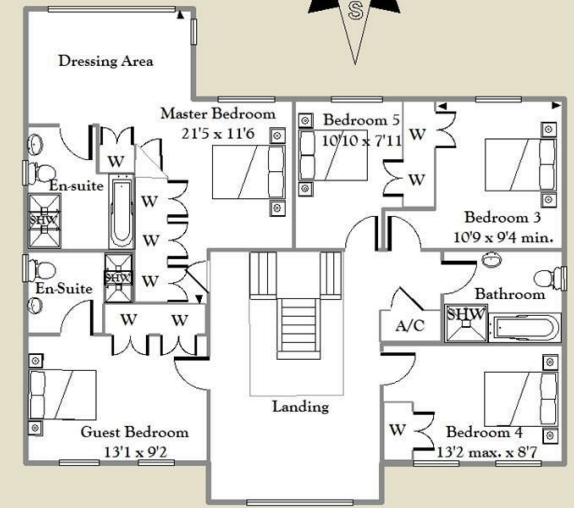 S
Dressing Area
Master Bedroom
21'5 x 11'6
Bedroom 5
10'10 x 7'11
W
W
W
En-suite
SHW
W
W
W
Bedroom 3
10'9 x 9'4 min.
En-Suite
SHW
W
W
Bathroom
SHW
A/C
Landing
Guest Bedroom
13'1 x 9'2
W
Bedroom 4
13'2 max. x 8'7